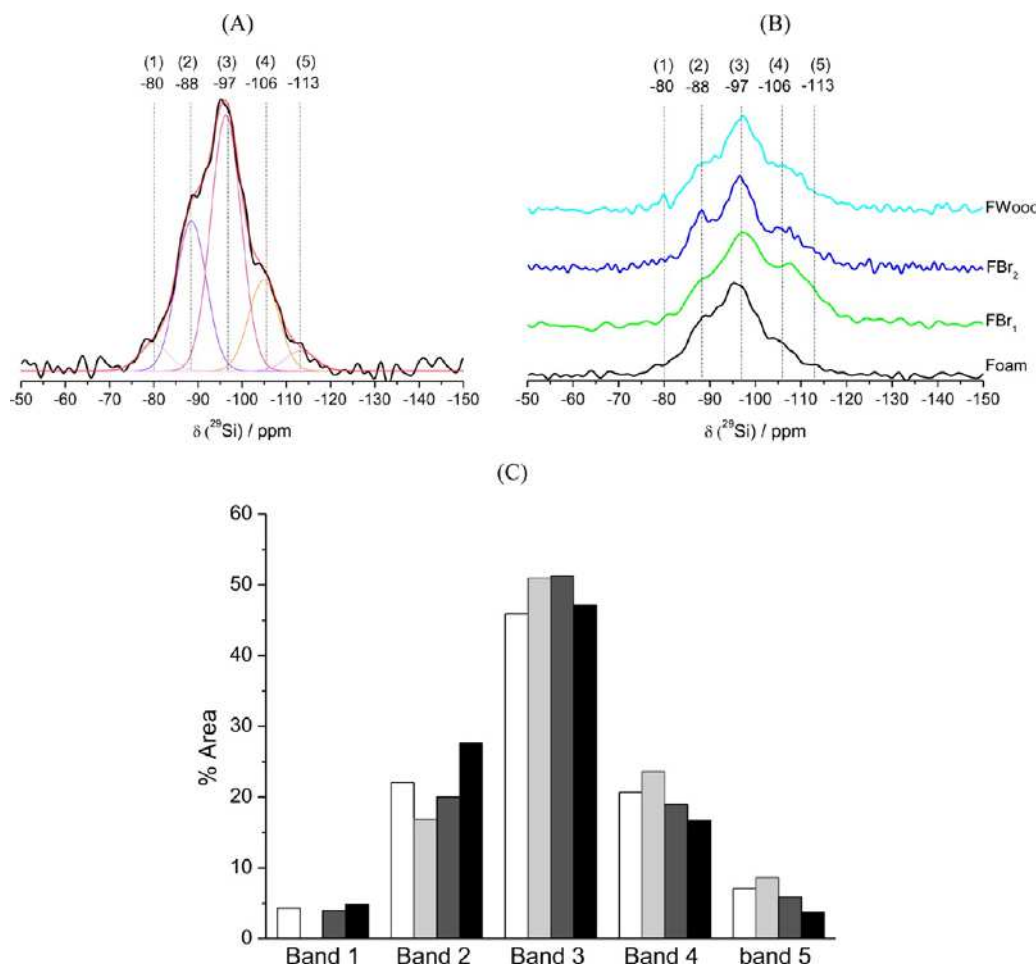 (A)
(1) (2) (3) (4) (5)
-80 -88 -97 -106 -113
-50 -60 -70 -80 -90 -100 -110 -120 -130 -140 -150
δ (²⁹Si) / ppm
(B)
(1) (2) (3) (4) (5)
-80 -88 -97 -106 -113
FWood
FBr₂
FBr₁
Foam
-50 -60 -70 -80 -90 -100 -110 -120 -130 -140 -150
δ (²⁹Si) / ppm
(C)
60
50
40
30
20
10
0
% Area
Band 1 Band 2 Band 3 Band 4 band 5